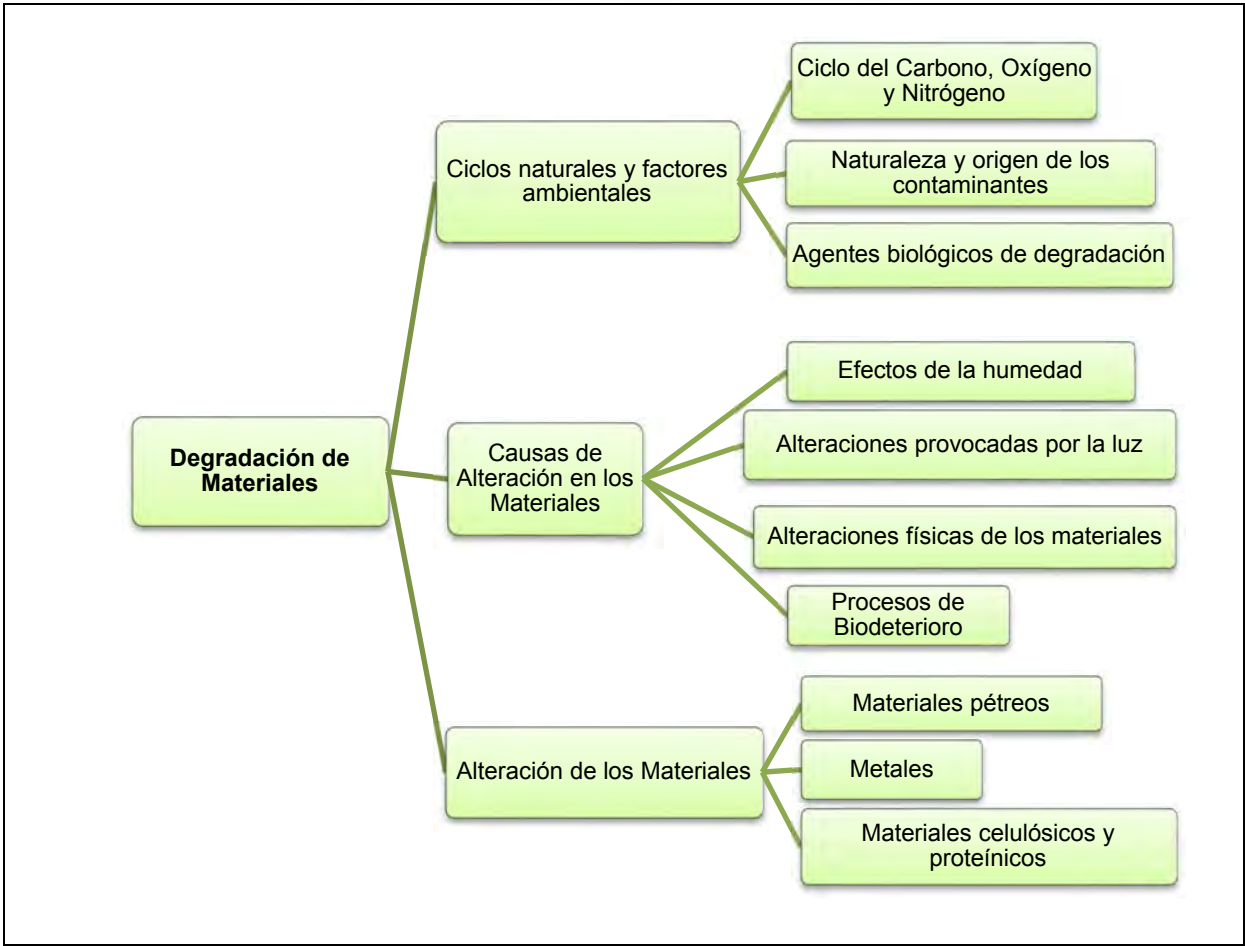 Degradación de
Materiales
Ciclos naturales y factores
ambientales
Ciclo del Carbono, Oxígeno
y Nitrógeno
Naturaleza y origen de los
contaminantes
Agentes biológicos de degradación
Causas de
Alteración en los
Materiales
Efectos de la humedad
Alteraciones provocadas por la luz
Alteraciones físicas de los materiales
Procesos de
Biodeterioro
Alteración de los Materiales
Materiales pétreos
Metales
Materiales celulósicos y
proteínicos